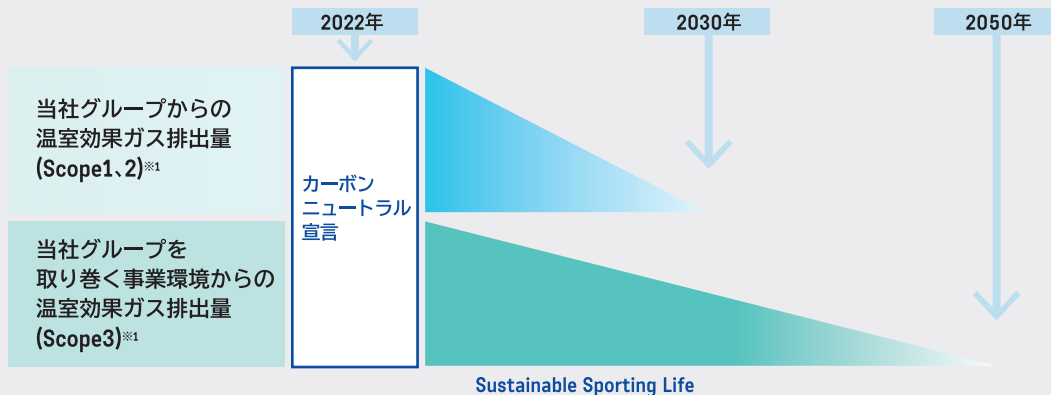 2022年
2030年
2050年
当社グループからの
温室効果ガス排出量
(Scope1、2)※1
カーボン
ニュートラル
宣言
当社グループを
取り巻く事業環境からの
温室効果ガス排出量
(Scope3)※1
Sustainable Sporting Life